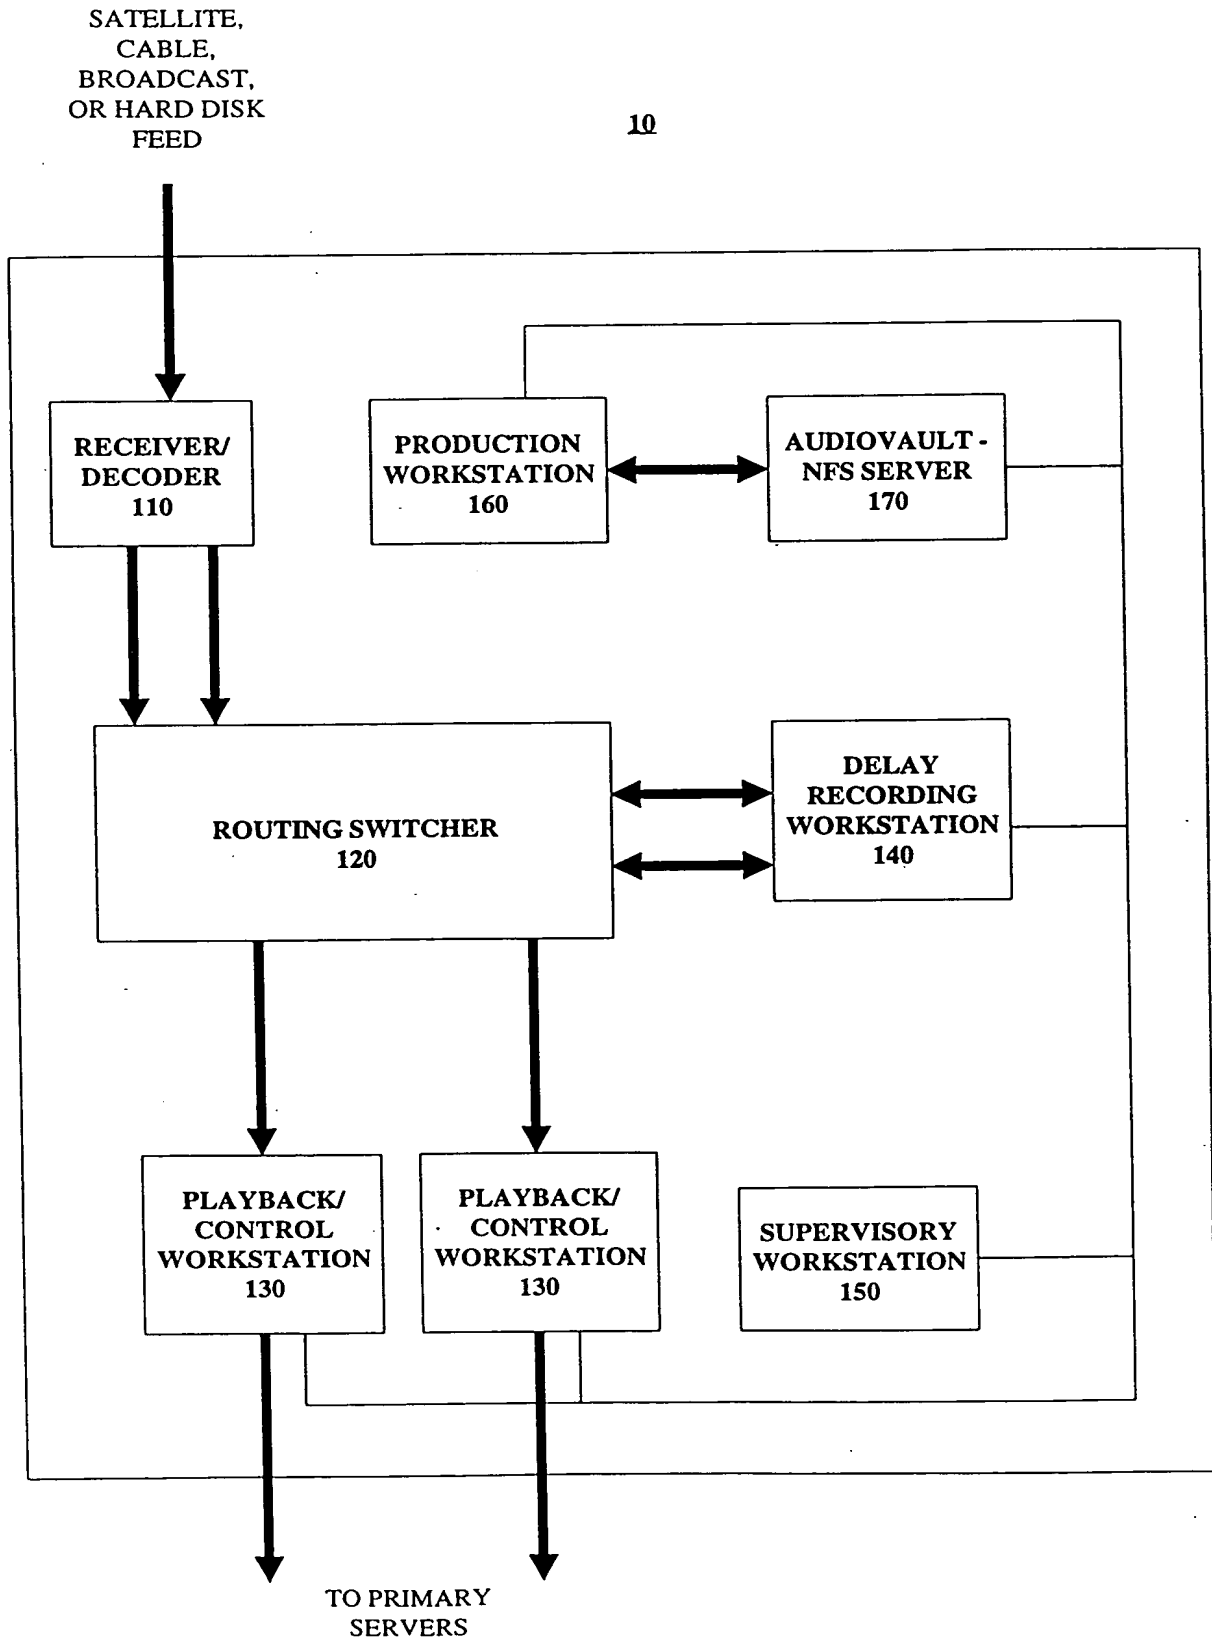 SATELLITE,
CABLE,
BROADCAST,
OR HARD DISK
FEED
10
RECEIVER/
DECODER
110
PRODUCTION
WORKSTATION
160
AUDIOVAULT -
NFS SERVER
170
ROUTING SWITCHER
120
DELAY
RECORDING
WORKSTATION
140
PLAYBACK/
CONTROL
WORKSTATION
130
PLAYBACK/
CONTROL
WORKSTATION
130
SUPERVISORY
WORKSTATION
150
TO PRIMARY
SERVERS